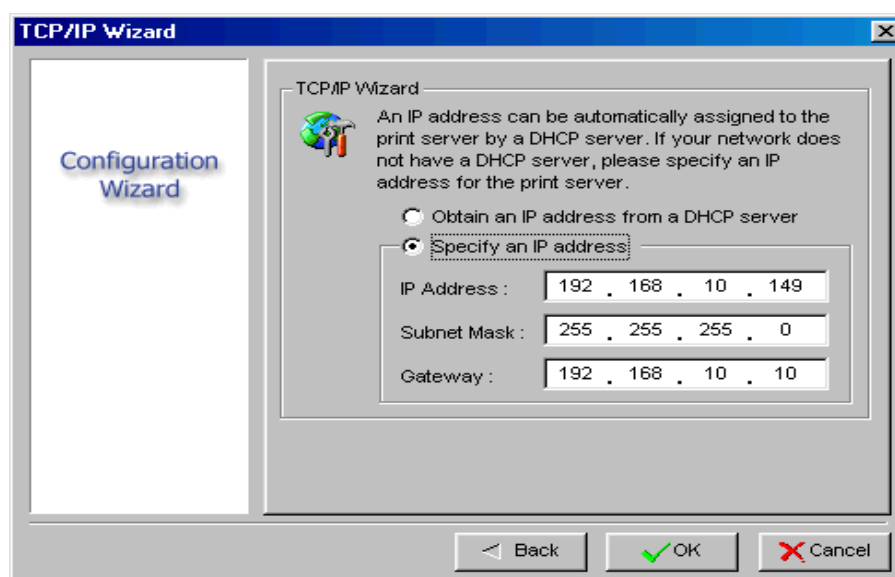 TCP/IP Wizard
Configuration
Wizard
TCP/IP Wizard
An IP address can be automatically assigned to the
print server by a DHCP server. If your network does
not have a DHCP server, please specify an IP
address for the print server.
Obtain an IP address from a DHCP server
Specify an IP address
IP Address : 192 . 168 . 10 . 149
Subnet Mask : 255 . 255 . 255 . 0
Gateway : 192 . 168 . 10 . 10
< Back OK Cancel